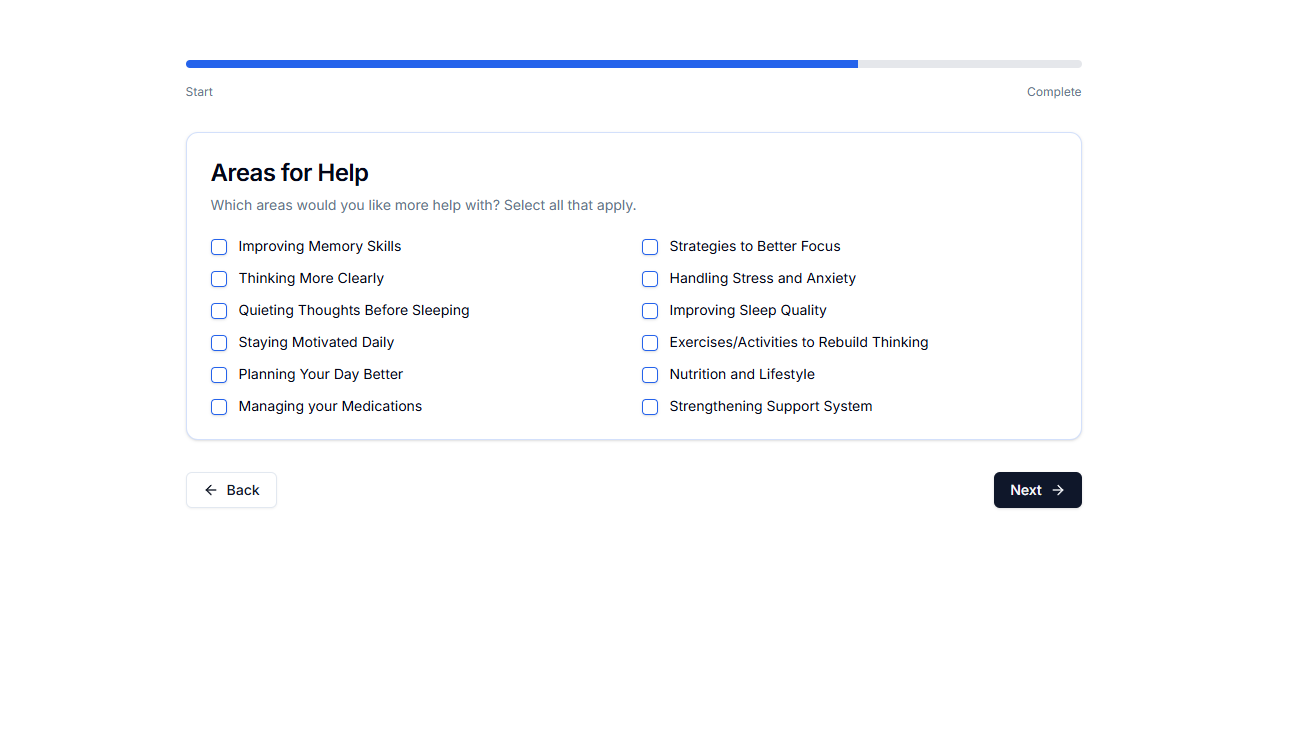 Start
Complete
Areas for Help
Which areas would you like more help with? Select all that apply.
Improving Memory Skills
Strategies to Better Focus
Thinking More Clearly
Handling Stress and Anxiety
Quieting Thoughts Before Sleeping
Improving Sleep Quality
Staying Motivated Daily
Exercises/Activities to Rebuild Thinking
Planning Your Day Better
Nutrition and Lifestyle
Managing your Medications
Strengthening Support System
Back
Next